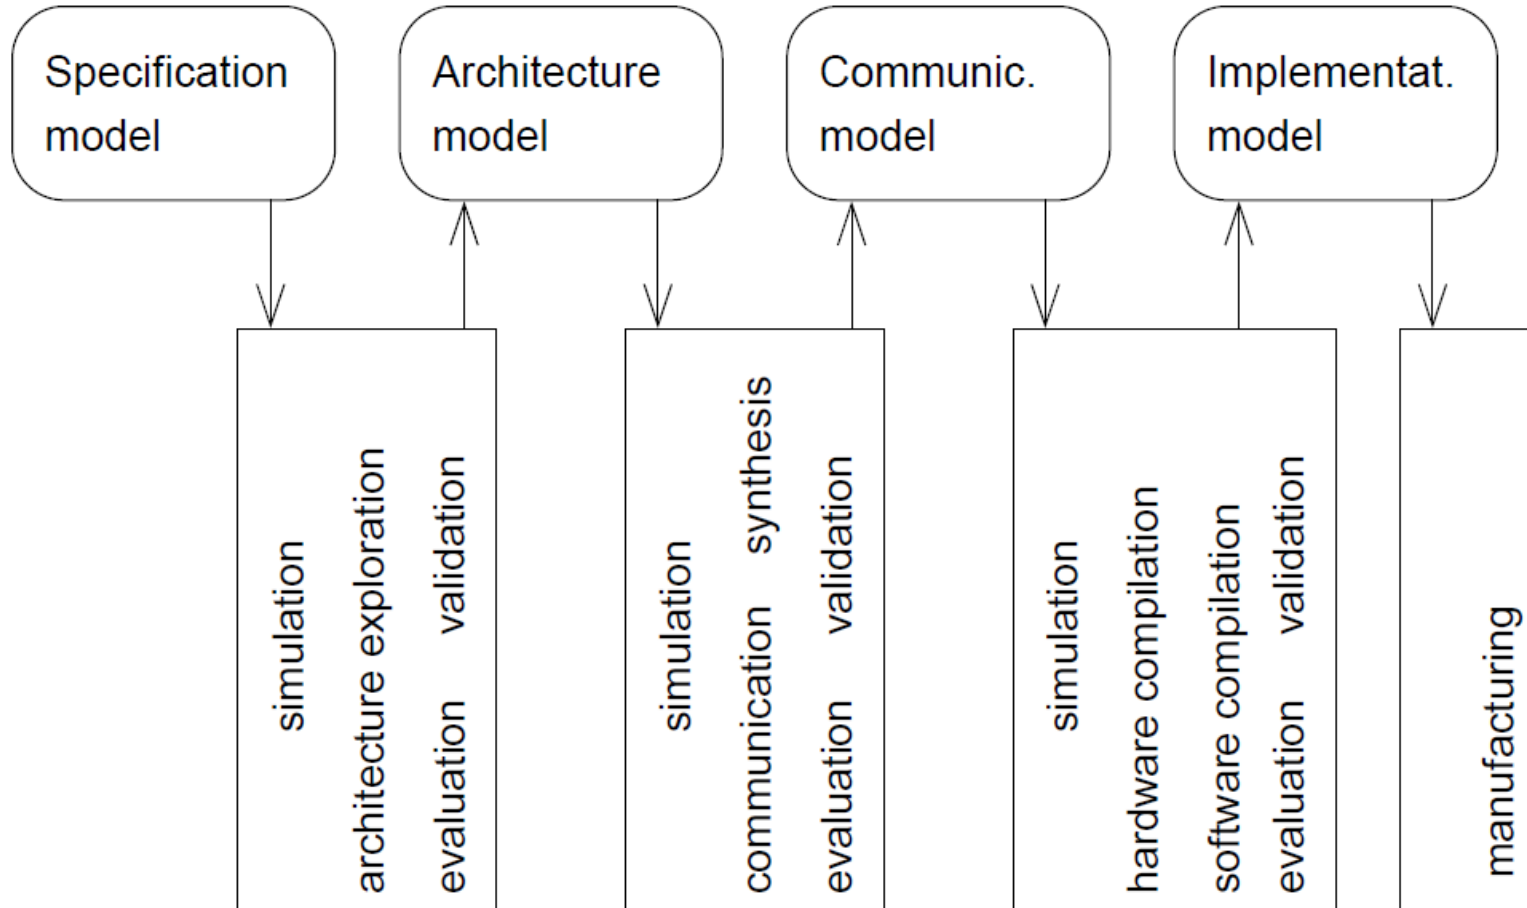 Specification
model
Architecture
model
Communic.
model
Implementat.
model
simulation
architecture exploration
evaluation validation
simulation
communication synthesis
evaluation validation
simulation
hardware compilation
software compilation
evaluation validation
manufacturing